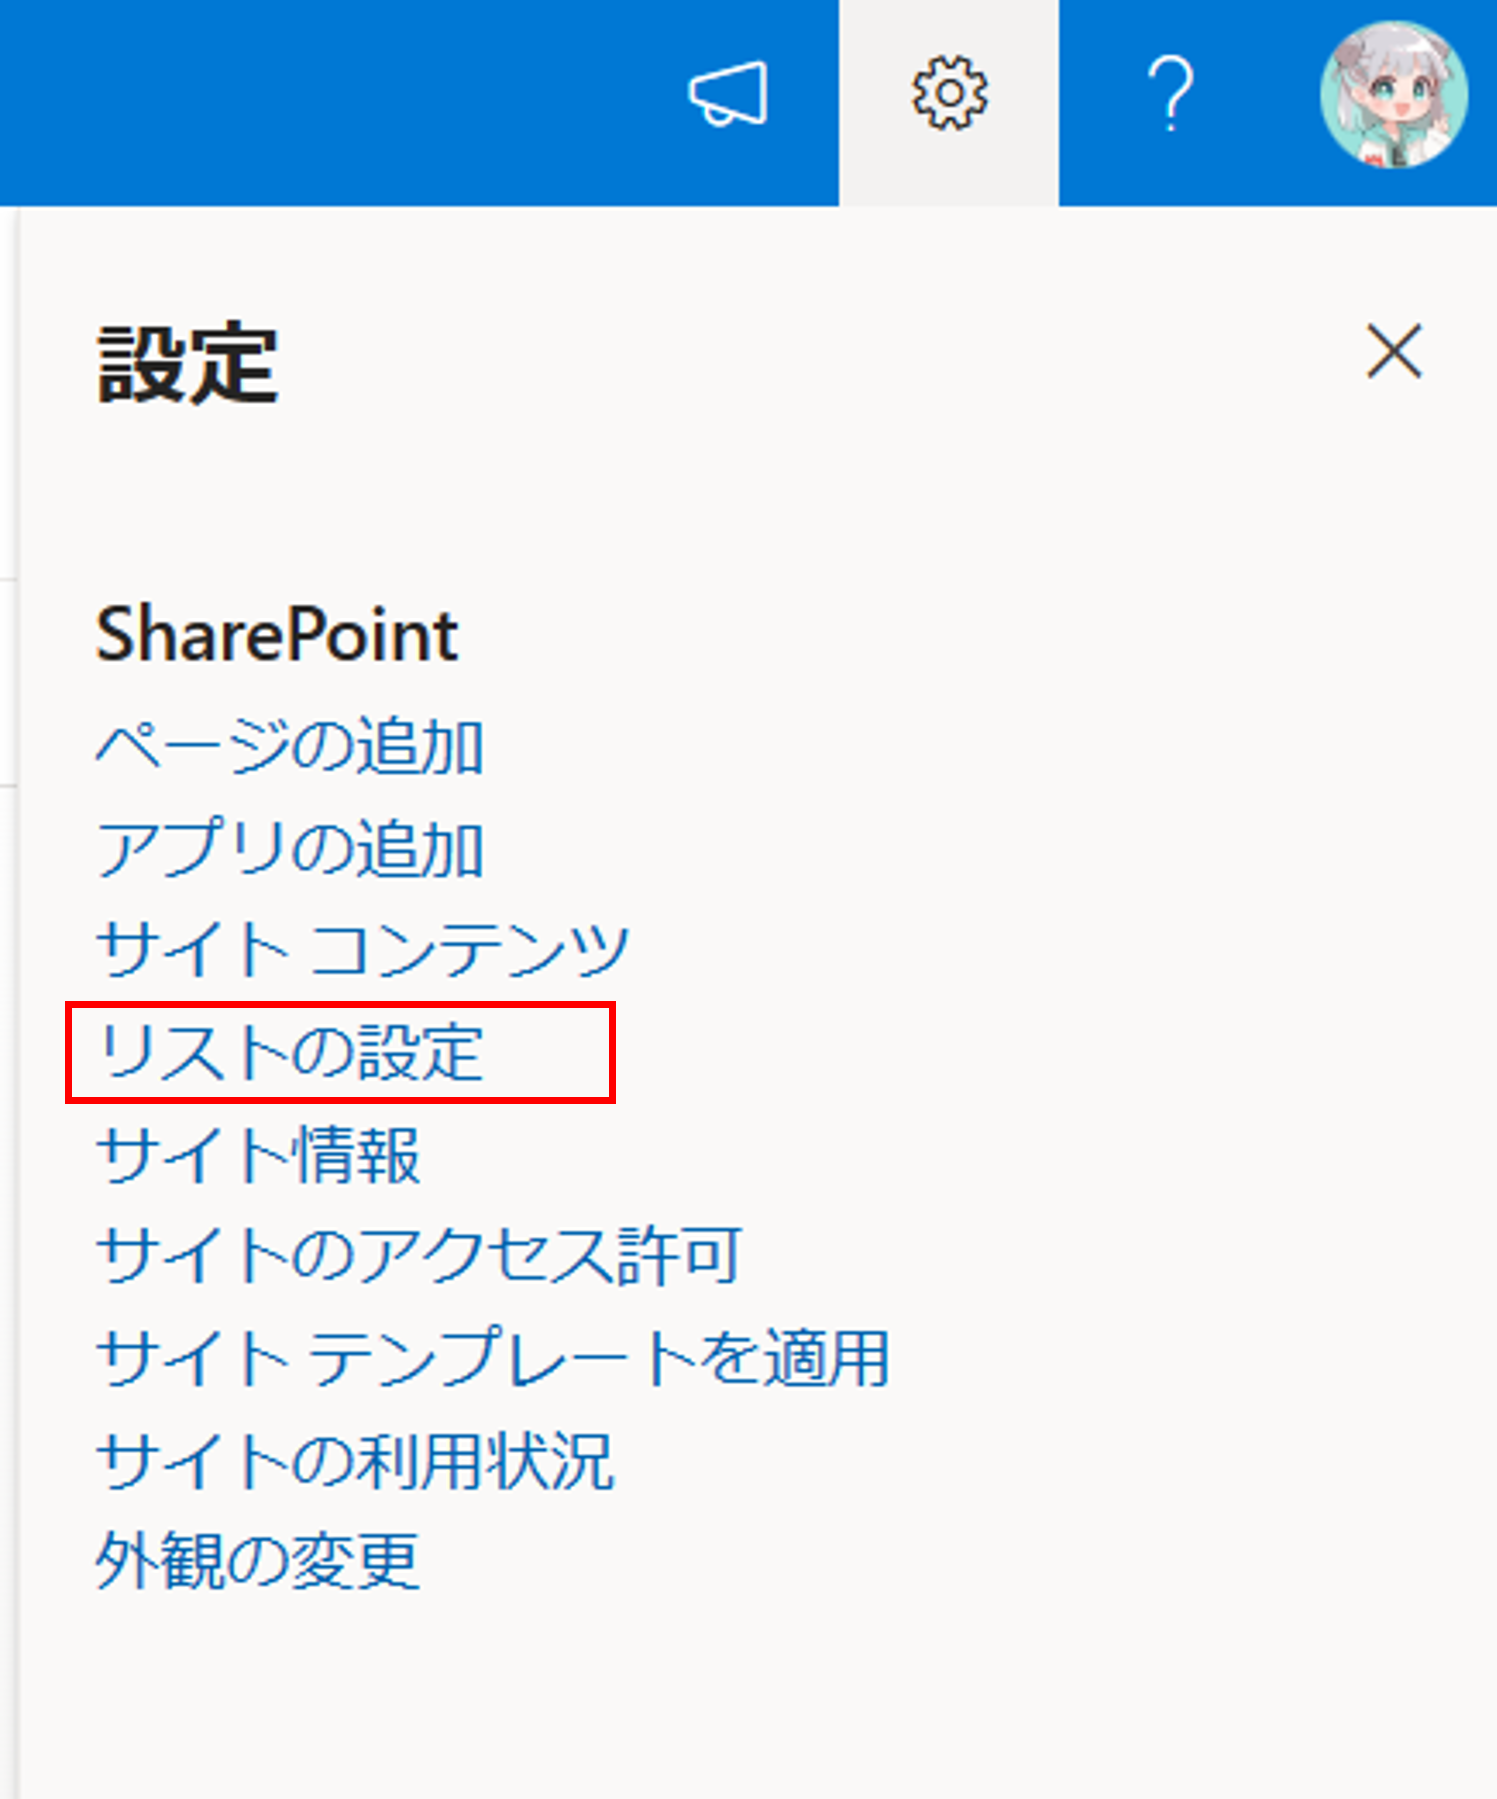 設定
SharePoint
ページの追加
アプリの追加
サイト コンテンツ
リストの設定
サイト情報
サイトのアクセス許可
サイト テンプレートを適用
サイトの利用状況
外観の変更